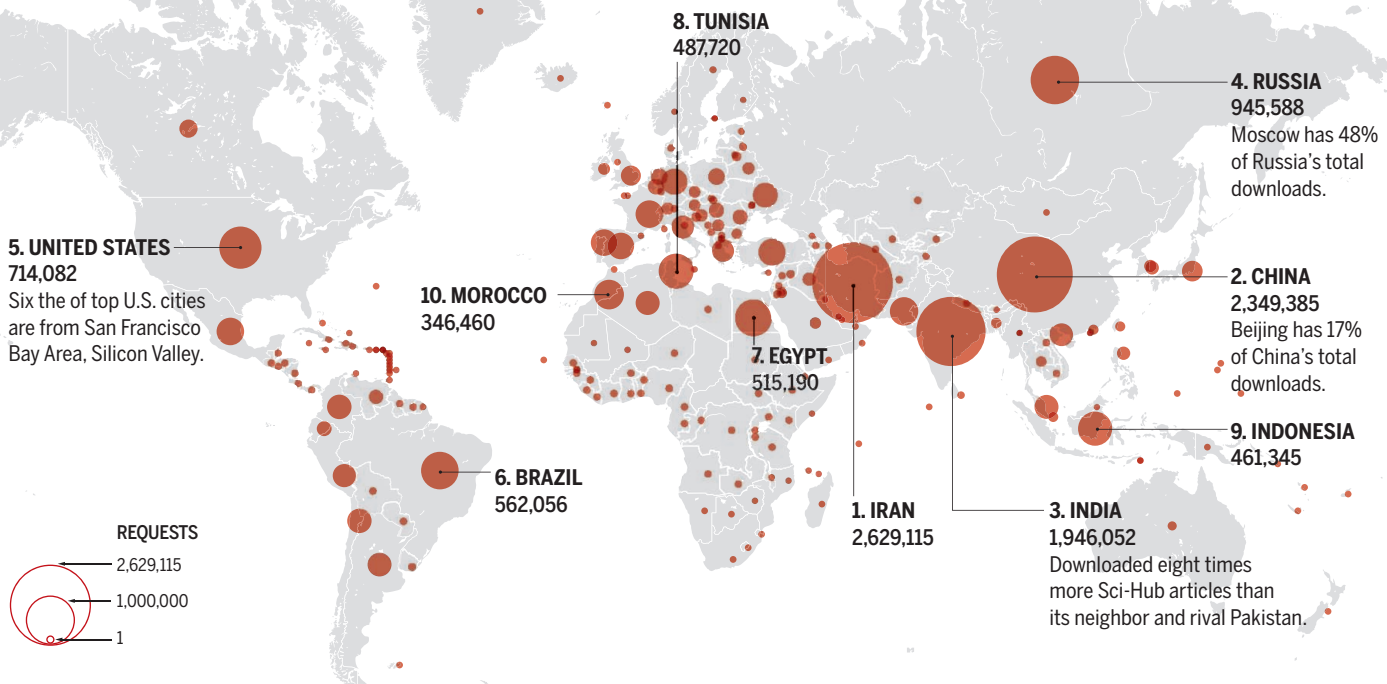 8. TUNISIA
487,720
4. RUSSIA
945,588
Moscow has 48%
of Russia's total
downloads.
5. UNITED STATES
714,082
Six the of top U.S. cities
are from San Francisco
Bay Area, Silicon Valley.
10. MOROCCO
346,460
2. CHINA
2,349,385
Beijing has 17%
of China's total
downloads.
7. EGYPT
515,190
9. INDONESIA
461,345
6. BRAZIL
562,056
1. IRAN
2,629,115
3. INDIA
1,946,052
Downloaded eight times
more Sci-Hub articles than
its neighbor and rival Pakistan.
REQUESTS
2,629,115
1,000,000
1